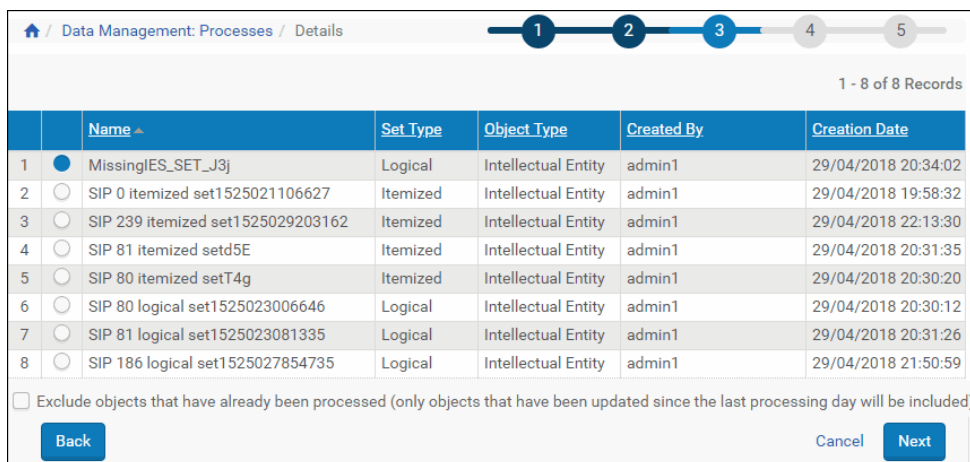 / Data Management: Processes / Details 1 2 3 4 5
1 - 8 of 8 Records
Name Set Type Object Type Created By Creation Date
1 MissingIES_SET_J3j Logical Intellectual Entity admin1 29/04/2018 20:34:02
2 SIP 0 itemized set1525021106627 Itemized Intellectual Entity admin1 29/04/2018 19:58:32
3 SIP 239 itemized set1525029203162 Itemized Intellectual Entity admin1 29/04/2018 22:13:30
4 SIP 81 itemized setd5E Itemized Intellectual Entity admin1 29/04/2018 20:31:35
5 SIP 80 itemized setT4g Itemized Intellectual Entity admin1 29/04/2018 20:30:20
6 SIP 80 logical set1525023006646 Logical Intellectual Entity admin1 29/04/2018 20:30:12
7 SIP 81 logical set1525023081335 Logical Intellectual Entity admin1 29/04/2018 20:31:26
8 SIP 186 logical set1525027854735 Logical Intellectual Entity admin1 29/04/2018 21:50:59
Exclude objects that have already been processed (only objects that have been updated since the last processing day will be included)
Back Cancel Next